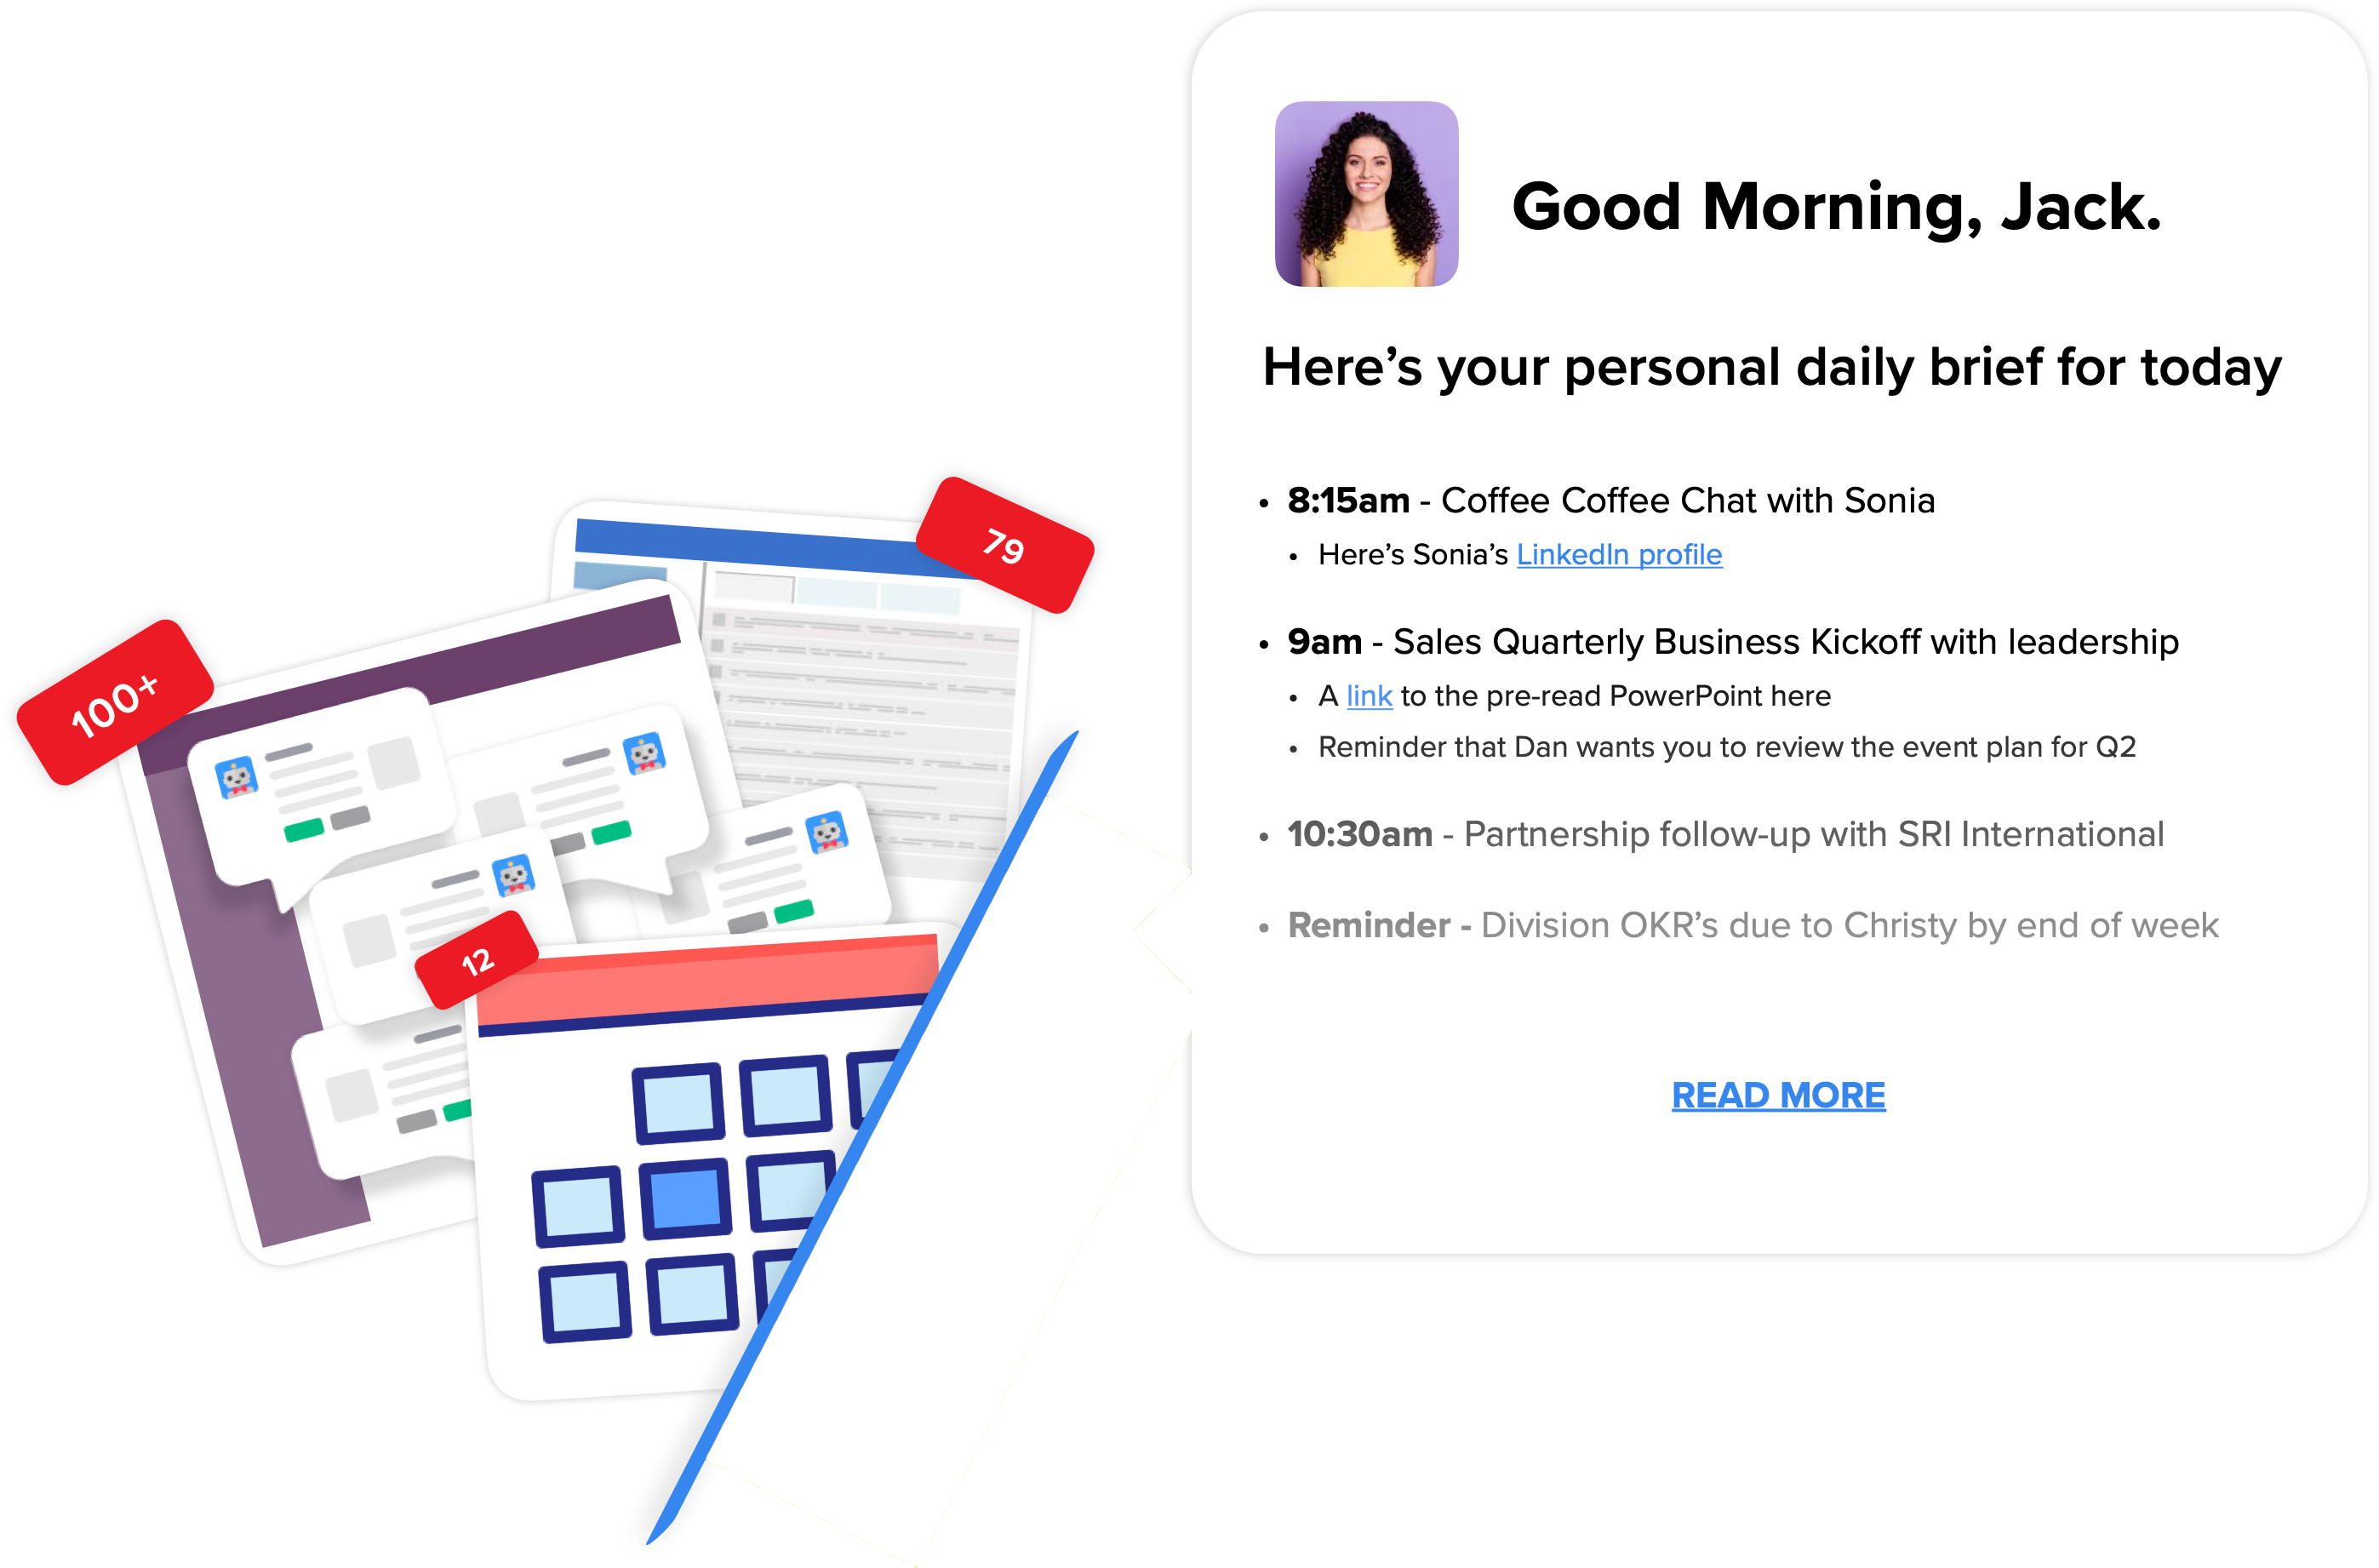 79
100+
12
Good Morning, Jack.
Here’s your personal daily brief for today
• 8:15am - Coffee Coffee Chat with Sonia
• Here’s Sonia’s LinkedIn profile
• 9am - Sales Quarterly Business Kickoff with leadership
• A link to the pre-read PowerPoint here
• Reminder that Dan wants you to review the event plan for Q2
• 10:30am - Partnership follow-up with SRI International
• Reminder - Division OKR’s due to Christy by end of week
READ MORE